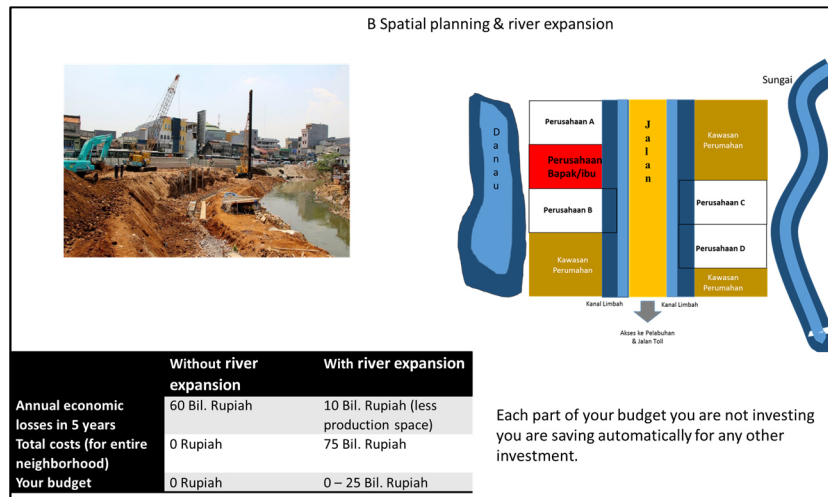 B Spatial planning & river expansion
Sungai
Danau
Perusahaan A
Perusahaan
Bapak/ibu
Perusahaan B
Kawasan
Perumahan
Jalan
Kawasan
Perumahan
Perusahaan C
Perusahaan D
Kawasan
Perumahan
Kanal Limbah
Kanal Limbah
Akses ke Pelabuhan
& Jalan Toll
Without river
expansion
With river expansion
Annual economic
losses in 5 years
60 Bil. Rupiah
10 Bil. Rupiah (less
production space)
Total costs (for entire
neighborhood)
0 Rupiah
75 Bil. Rupiah
Your budget
0 Rupiah
0 – 25 Bil. Rupiah
Each part of your budget you are not investing
you are saving automatically for any other
investment.